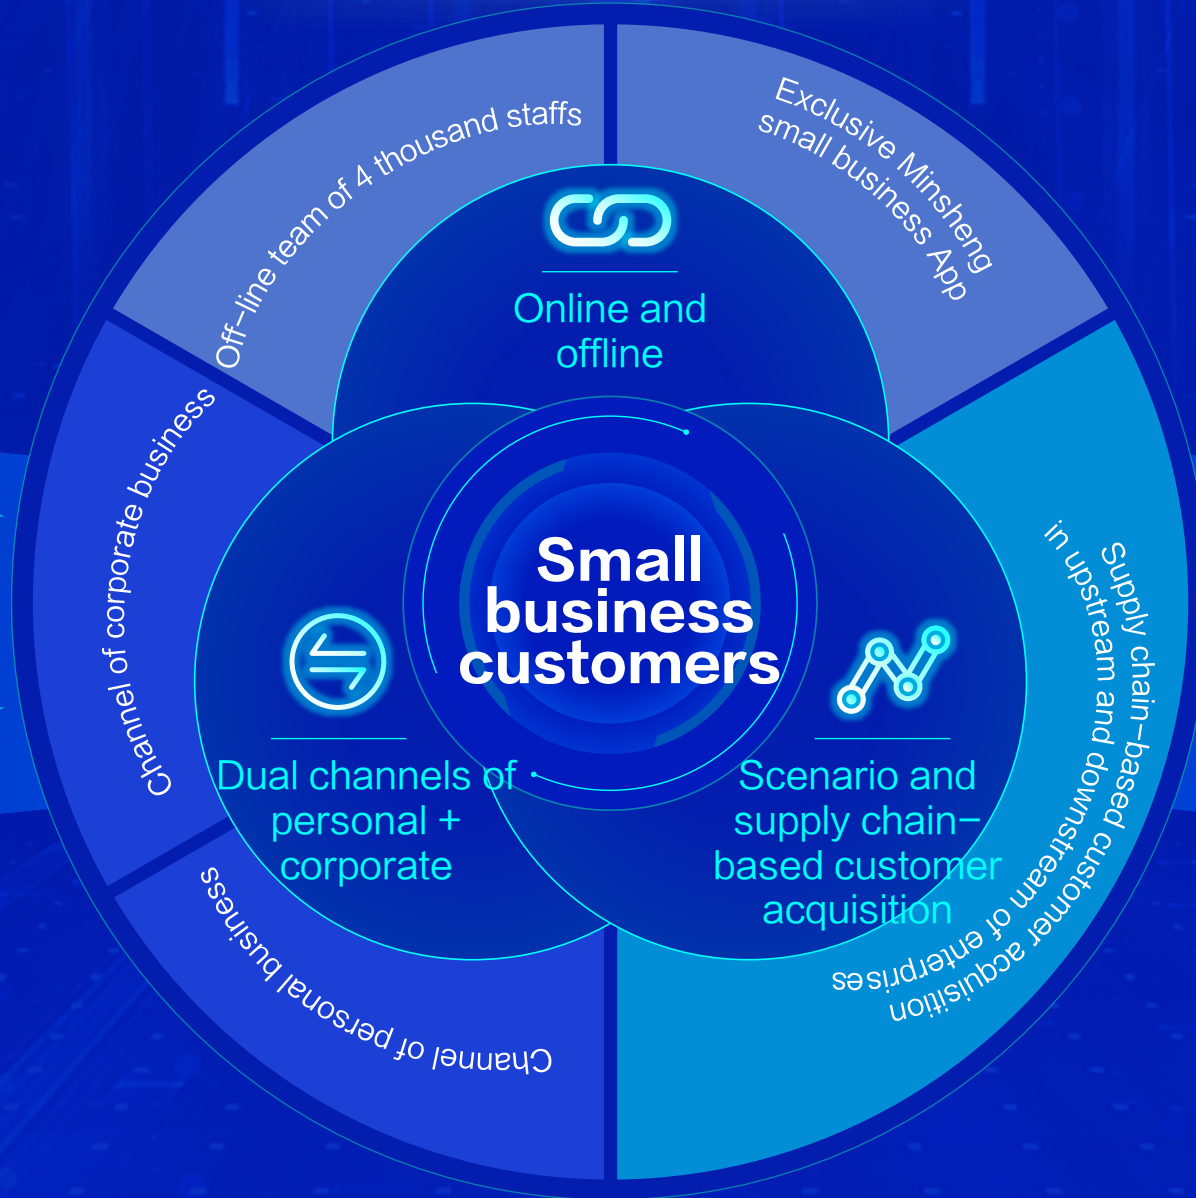 Off-line team of 4 thousand staffs
Exclusive Minsheng
small business App
Online and
offline
Channel of corporate business
Small
business
customers
Supply chain-based customer acquisition
in upstream and downstream of enterprises
Dual channels of
personal +
corporate
Scenario and
supply chain-
based customer
acquisition
Channel of personal business